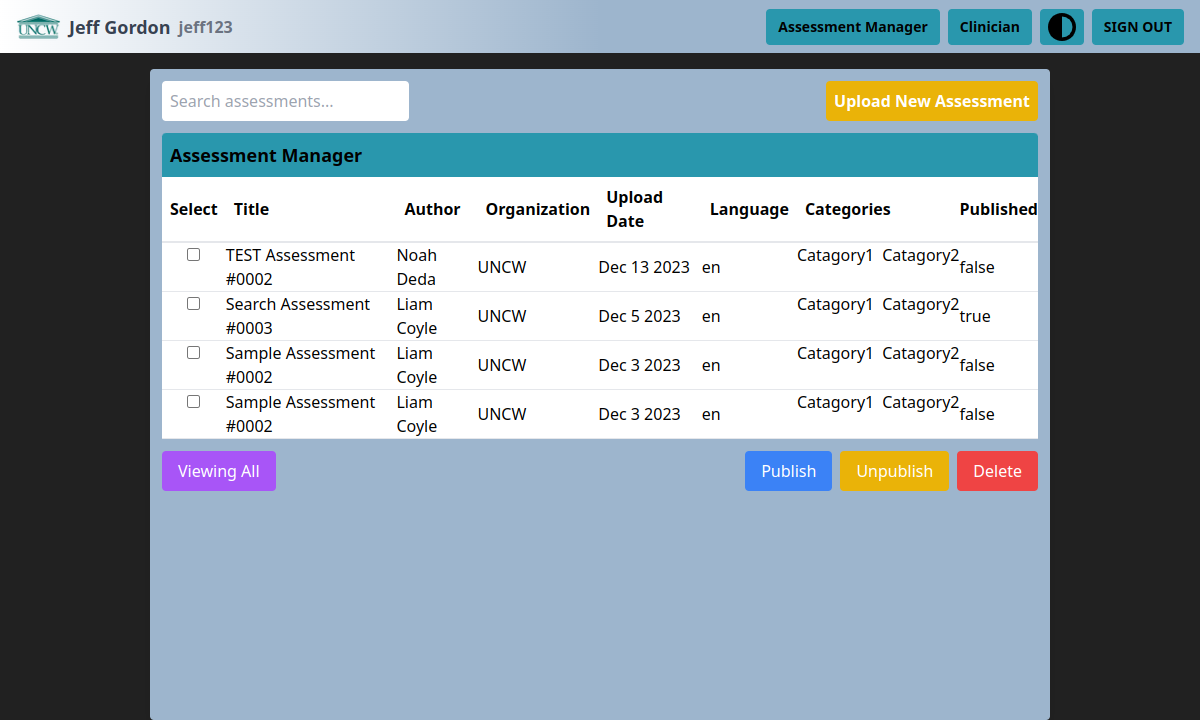 UNCW Jeff Gordon jeff123 Assessment Manager Clinician SIGN OUT
Search assessments... Upload New Assessment
Assessment Manager
Select Title Author Organization Upload Date Language Categories Published
TEST Assessment #0002 Noah Deda UNCW Dec 13 2023 en Catagory1 Catagory2 false
Search Assessment #0003 Liam Coyle UNCW Dec 5 2023 en Catagory1 Catagory2 true
Sample Assessment #0002 Liam Coyle UNCW Dec 3 2023 en Catagory1 Catagory2 false
Sample Assessment #0002 Liam Coyle UNCW Dec 3 2023 en Catagory1 Catagory2 false
Viewing All Publish Unpublish Delete